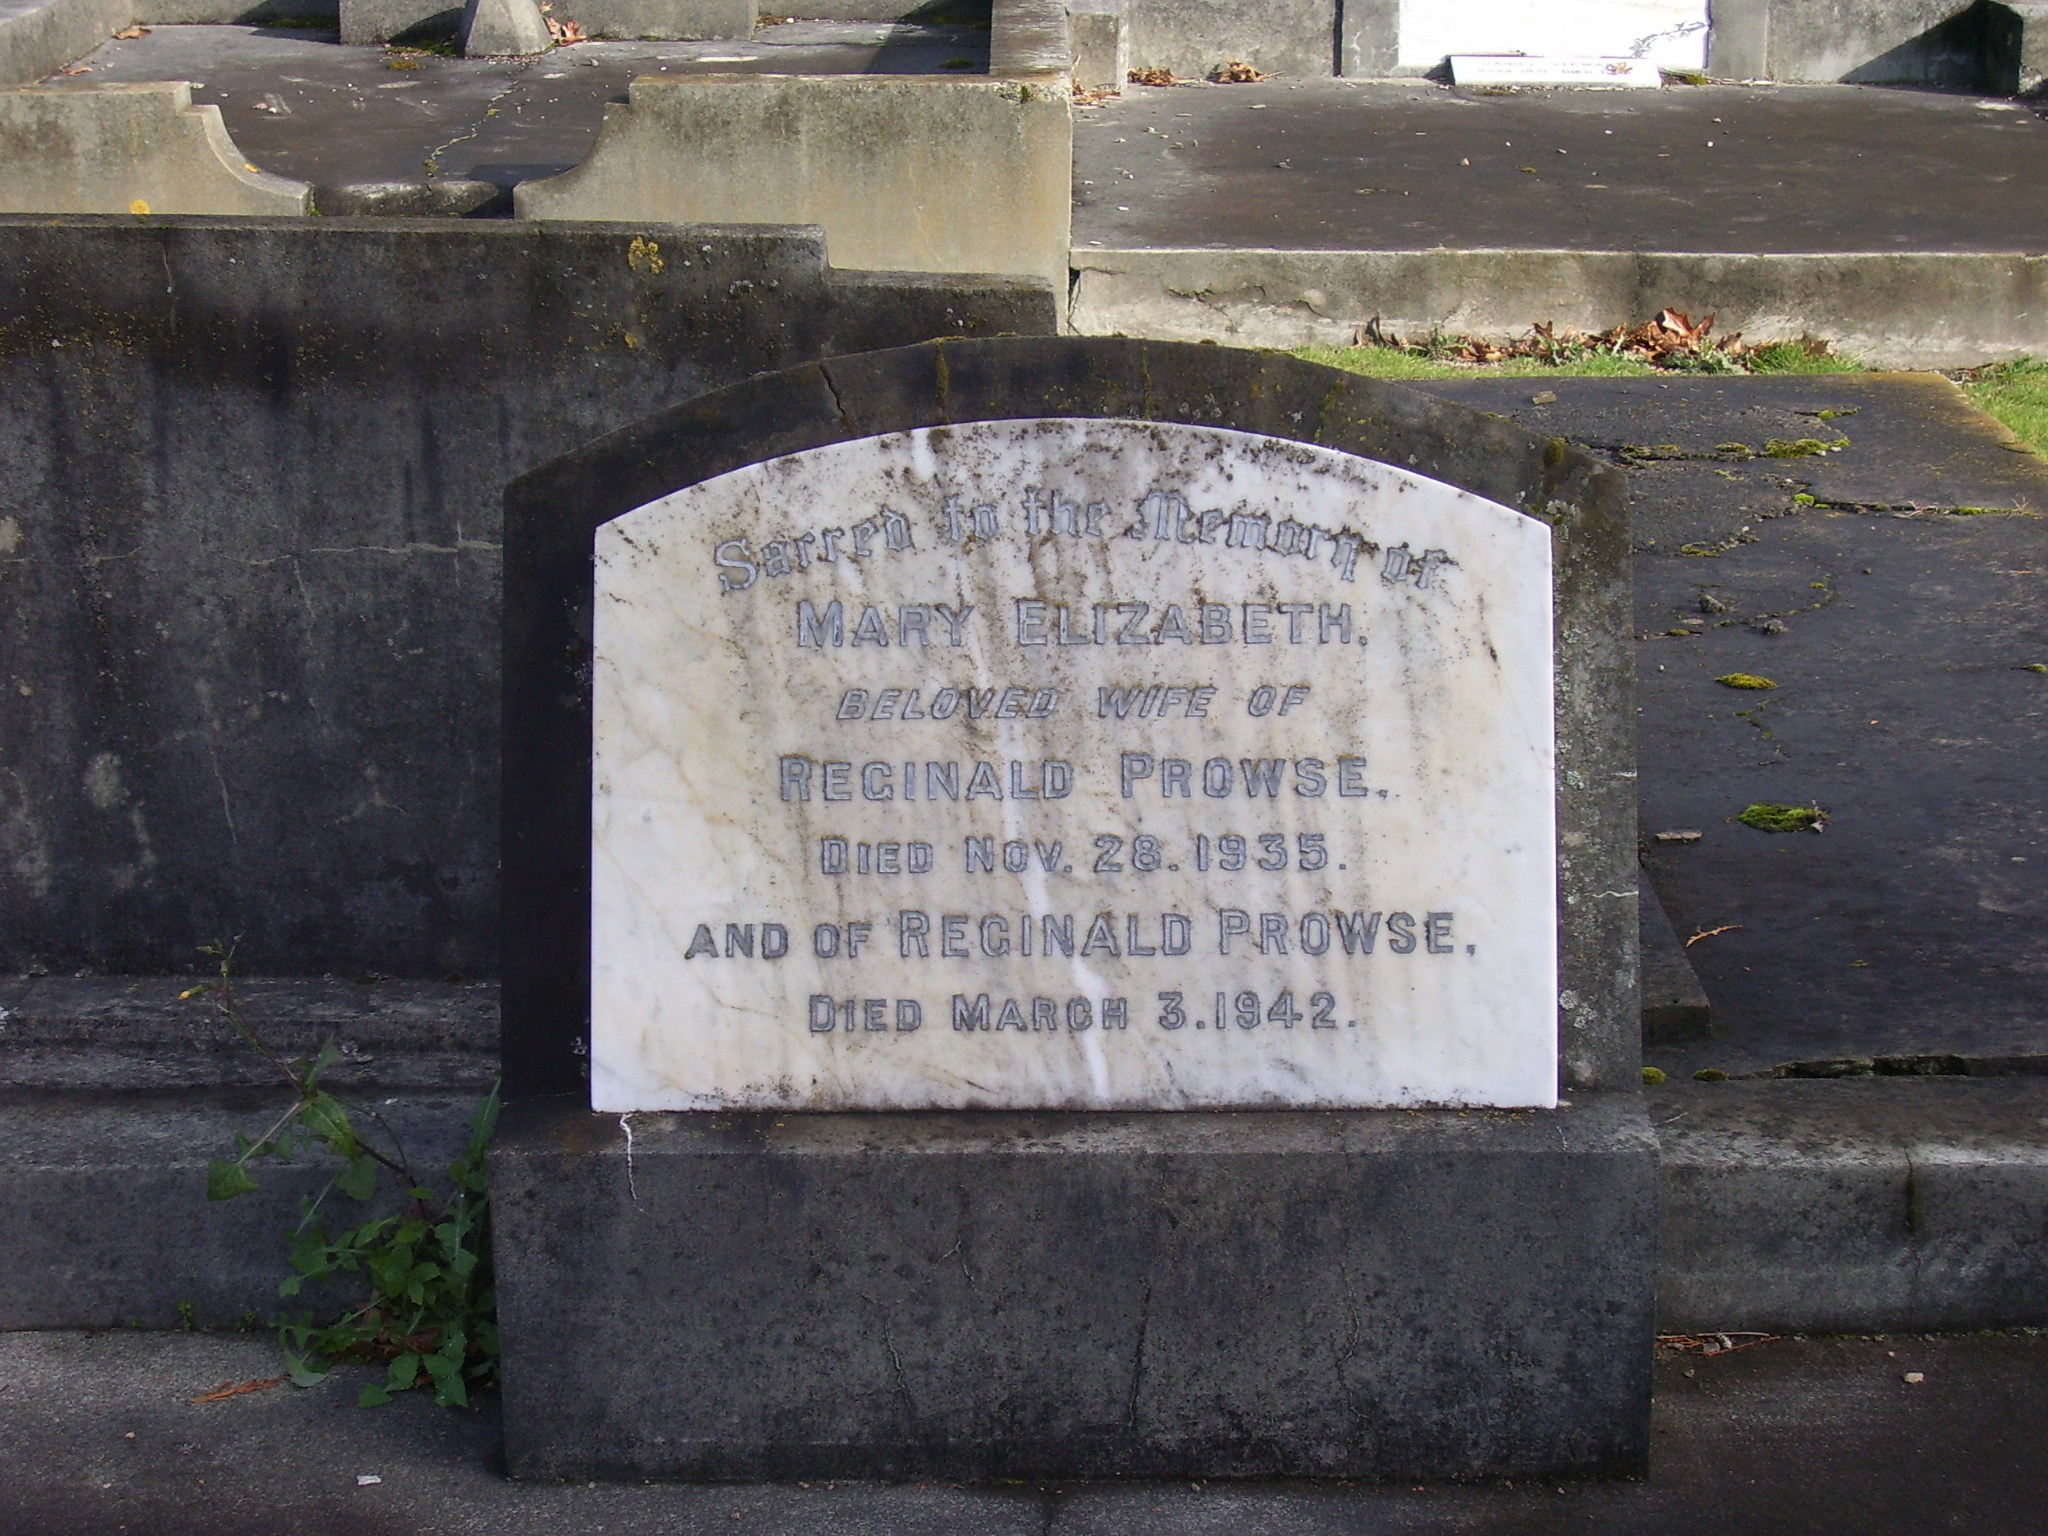 Sacred to the Memory of
MARY ELIZABETH.
BELOVED WIFE OF
REGINALD PROWSE.
DIED NOV. 28. 1935.
AND OF REGINALD PROWSE,
DIED MARCH 3. 1942.